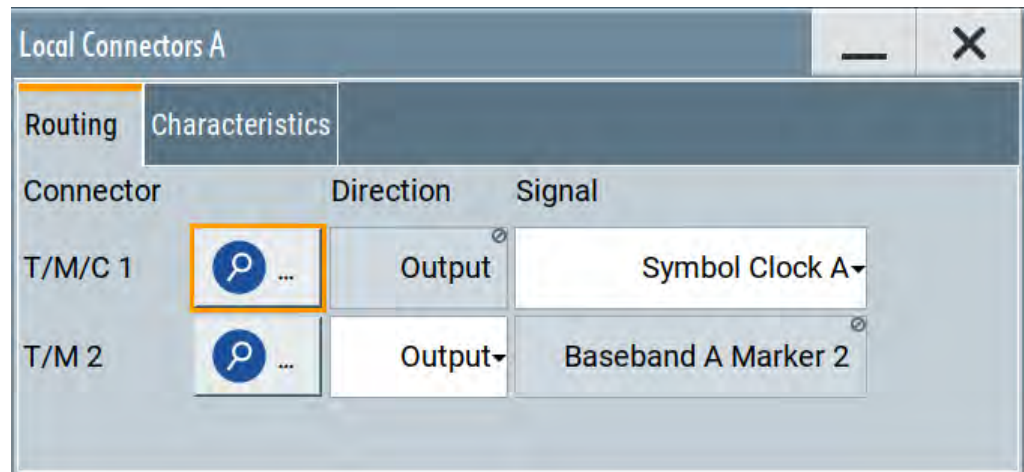 Local Connectors A
Routing Characteristics
Connector Direction Signal
T/M/C 1 ... Output Symbol Clock A
T/M 2 ... Output Baseband A Marker 2